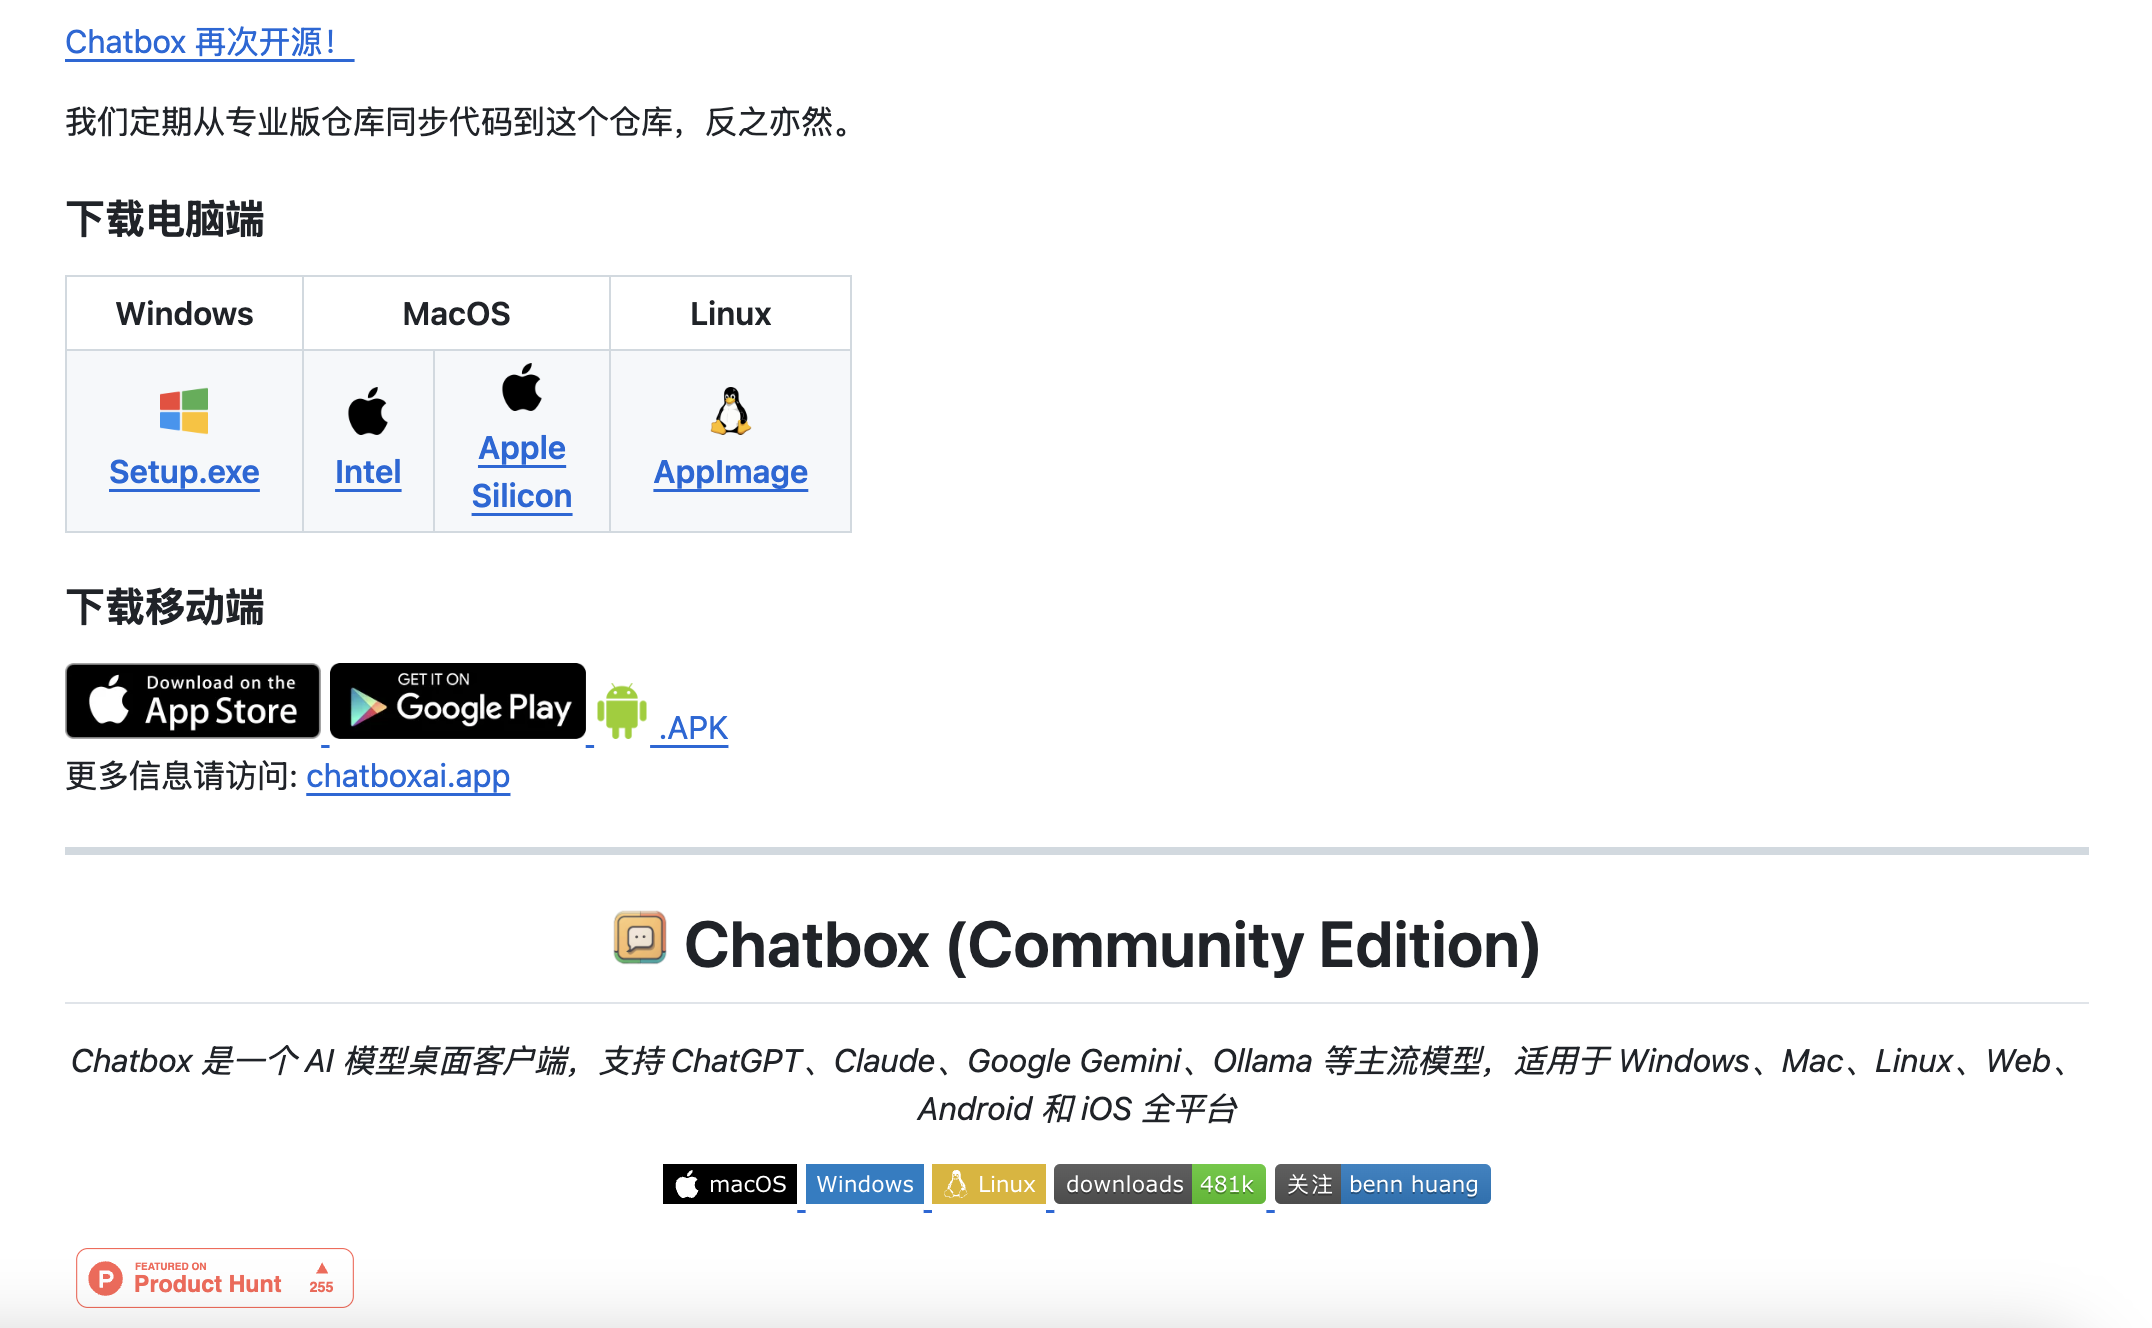 Chatbox 再次开源！
我们定期从专业版仓库同步代码到这个仓库，反之亦然。
下载电脑端
Windows MacOS Linux
Setup.exe Intel Apple Silicon AppImage
下载移动端
Download on the App Store GET IT ON Google Play .APK
更多信息请访问: chatboxai.app
Chatbox (Community Edition)
Chatbox 是一个 AI 模型桌面客户端，支持 ChatGPT、Claude、Google Gemini、Ollama 等主流模型，适用于 Windows、Mac、Linux、Web、
Android 和 iOS 全平台
macOS Windows Linux downloads 481k 关注 benn huang
P FEATURED ON Product Hunt 255